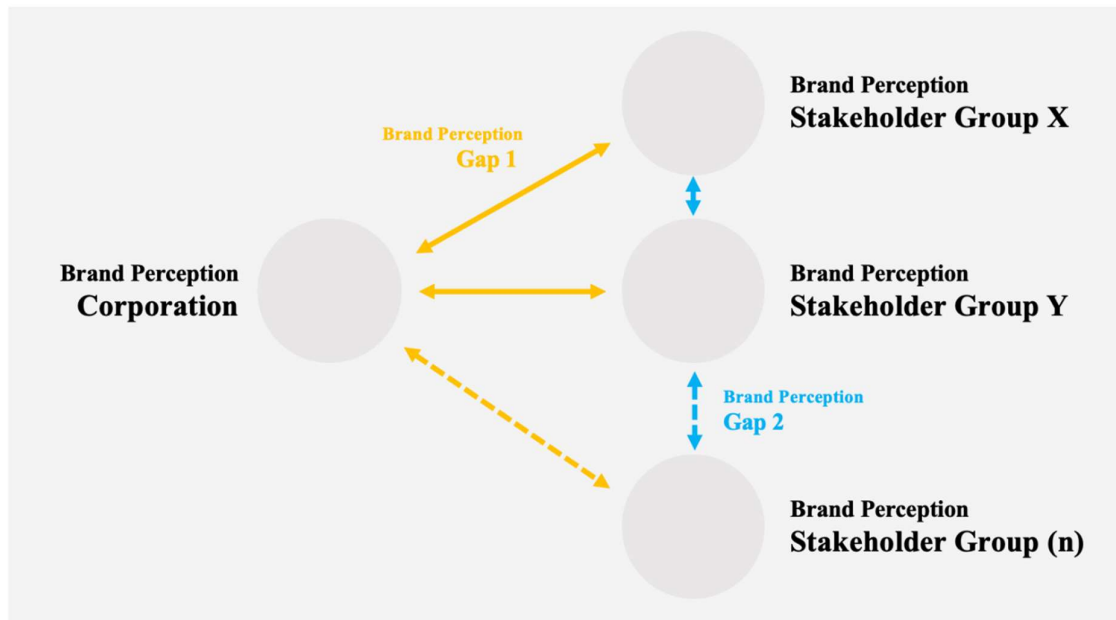 Brand Perception
Stakeholder Group X
Brand Perception
Gap 1
Brand Perception
Corporation
Brand Perception
Stakeholder Group Y
Brand Perception
Gap 2
Brand Perception
Stakeholder Group (n)